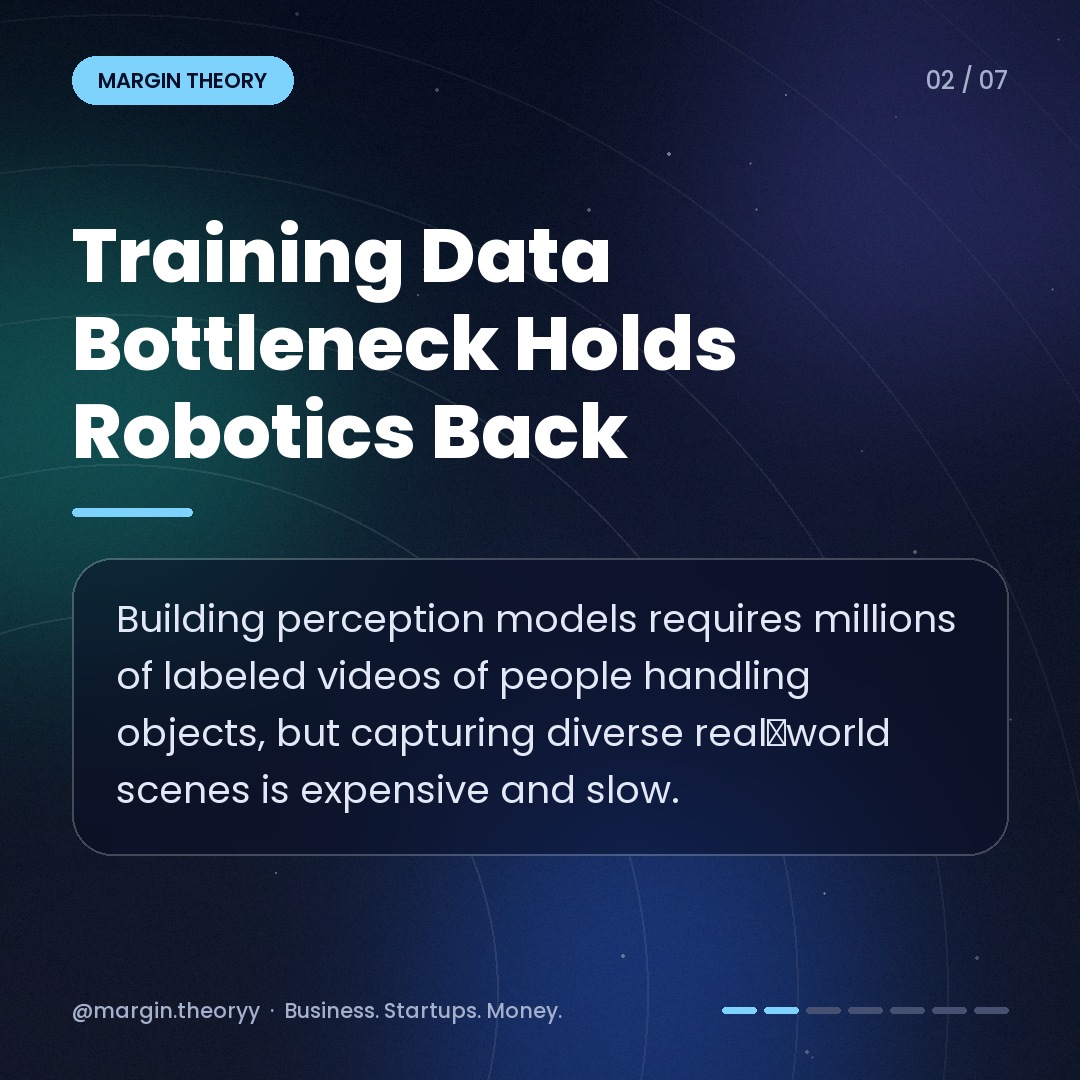 MARGIN THEORY
02 / 07
Training Data
Bottleneck Holds
Robotics Back
Building perception models requires millions
of labeled videos of people handling
objects, but capturing diverse real☒world
scenes is expensive and slow.
@margin.theoryy · Business. Startups. Money.